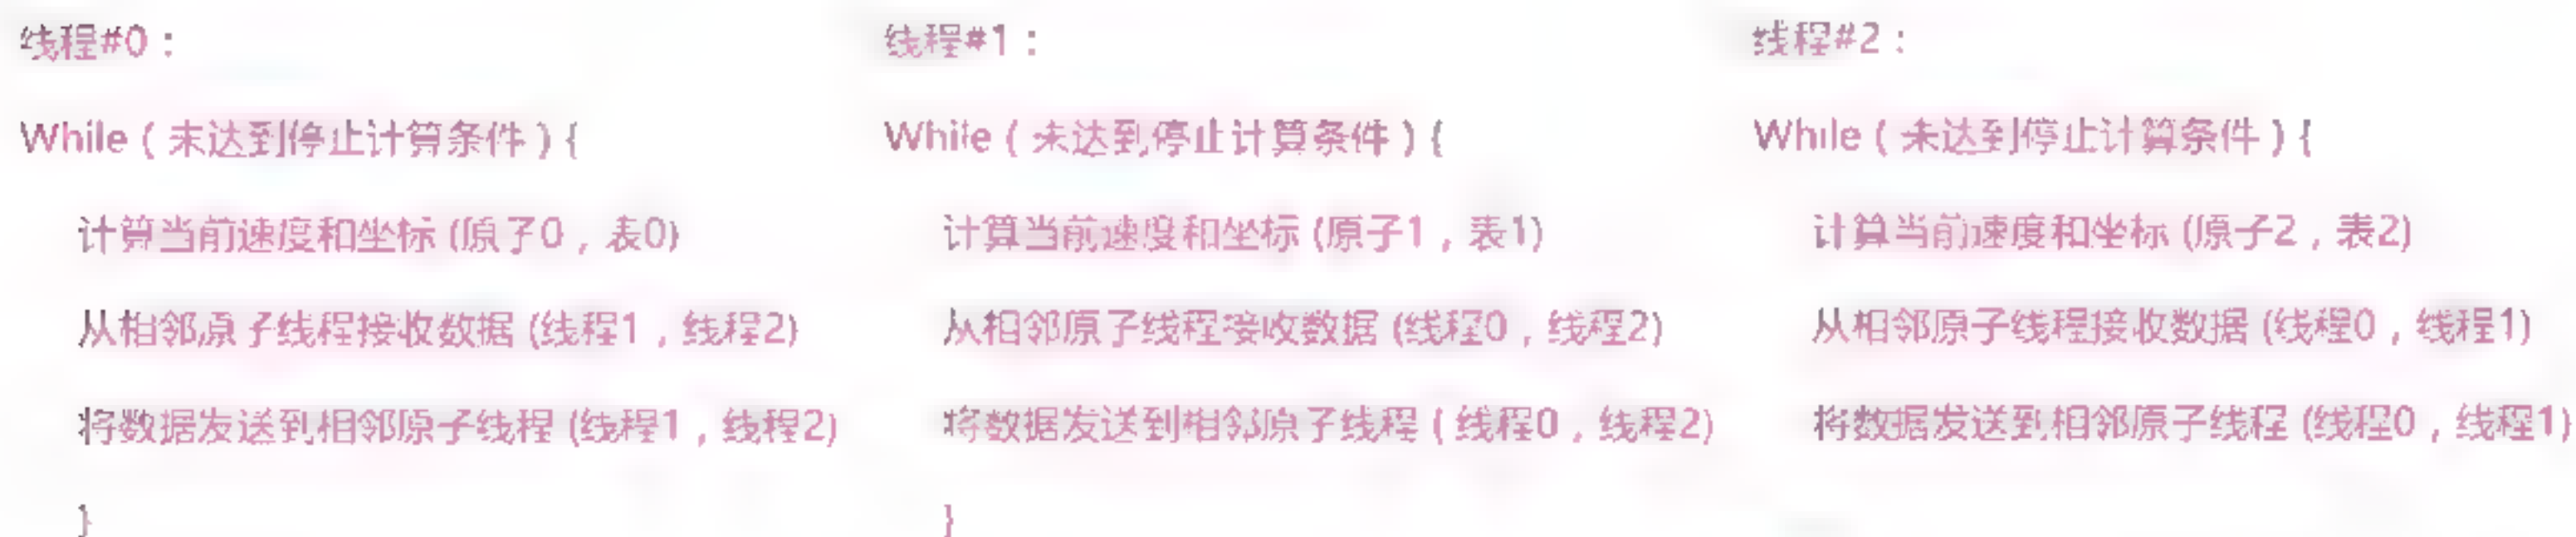 线程#0：
While（未达到停止计算条件）{
计算当前速度和坐标 (原子0，表0)
从相邻原子线程接收数据 (线程1，线程2)
将数据发送到相邻原子线程 (线程1，线程2)
}
线程#1：
While（未达到停止计算条件）{
计算当前速度和坐标 (原子1，表1)
从相邻原子线程接收数据 (线程0，线程2)
将数据发送到相邻原子线程 ( 线程0，线程2)
}
线程#2：
While（未达到停止计算条件）{
计算当前速度和坐标 (原子2，表2)
从相邻原子线程接收数据 (线程0，线程1)
将数据发送到相邻原子线程 (线程0，线程1)